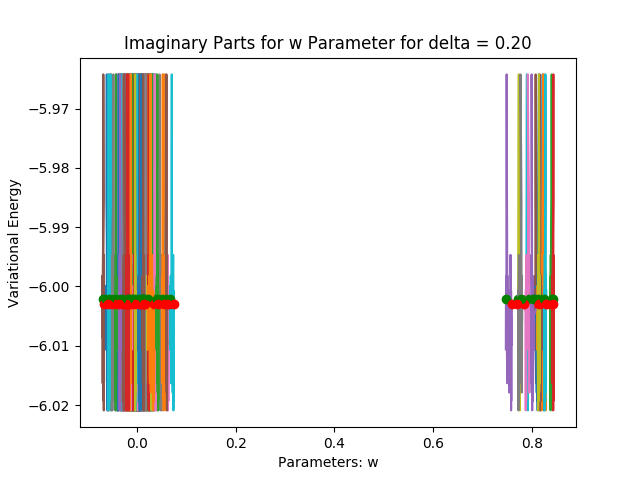 Imaginary Parts for w Parameter for delta = 0.20
−5.97
−5.98
−5.99
−6.00
−6.01
−6.02
Variational Energy
0.0 0.2 0.4 0.6 0.8
Parameters: w